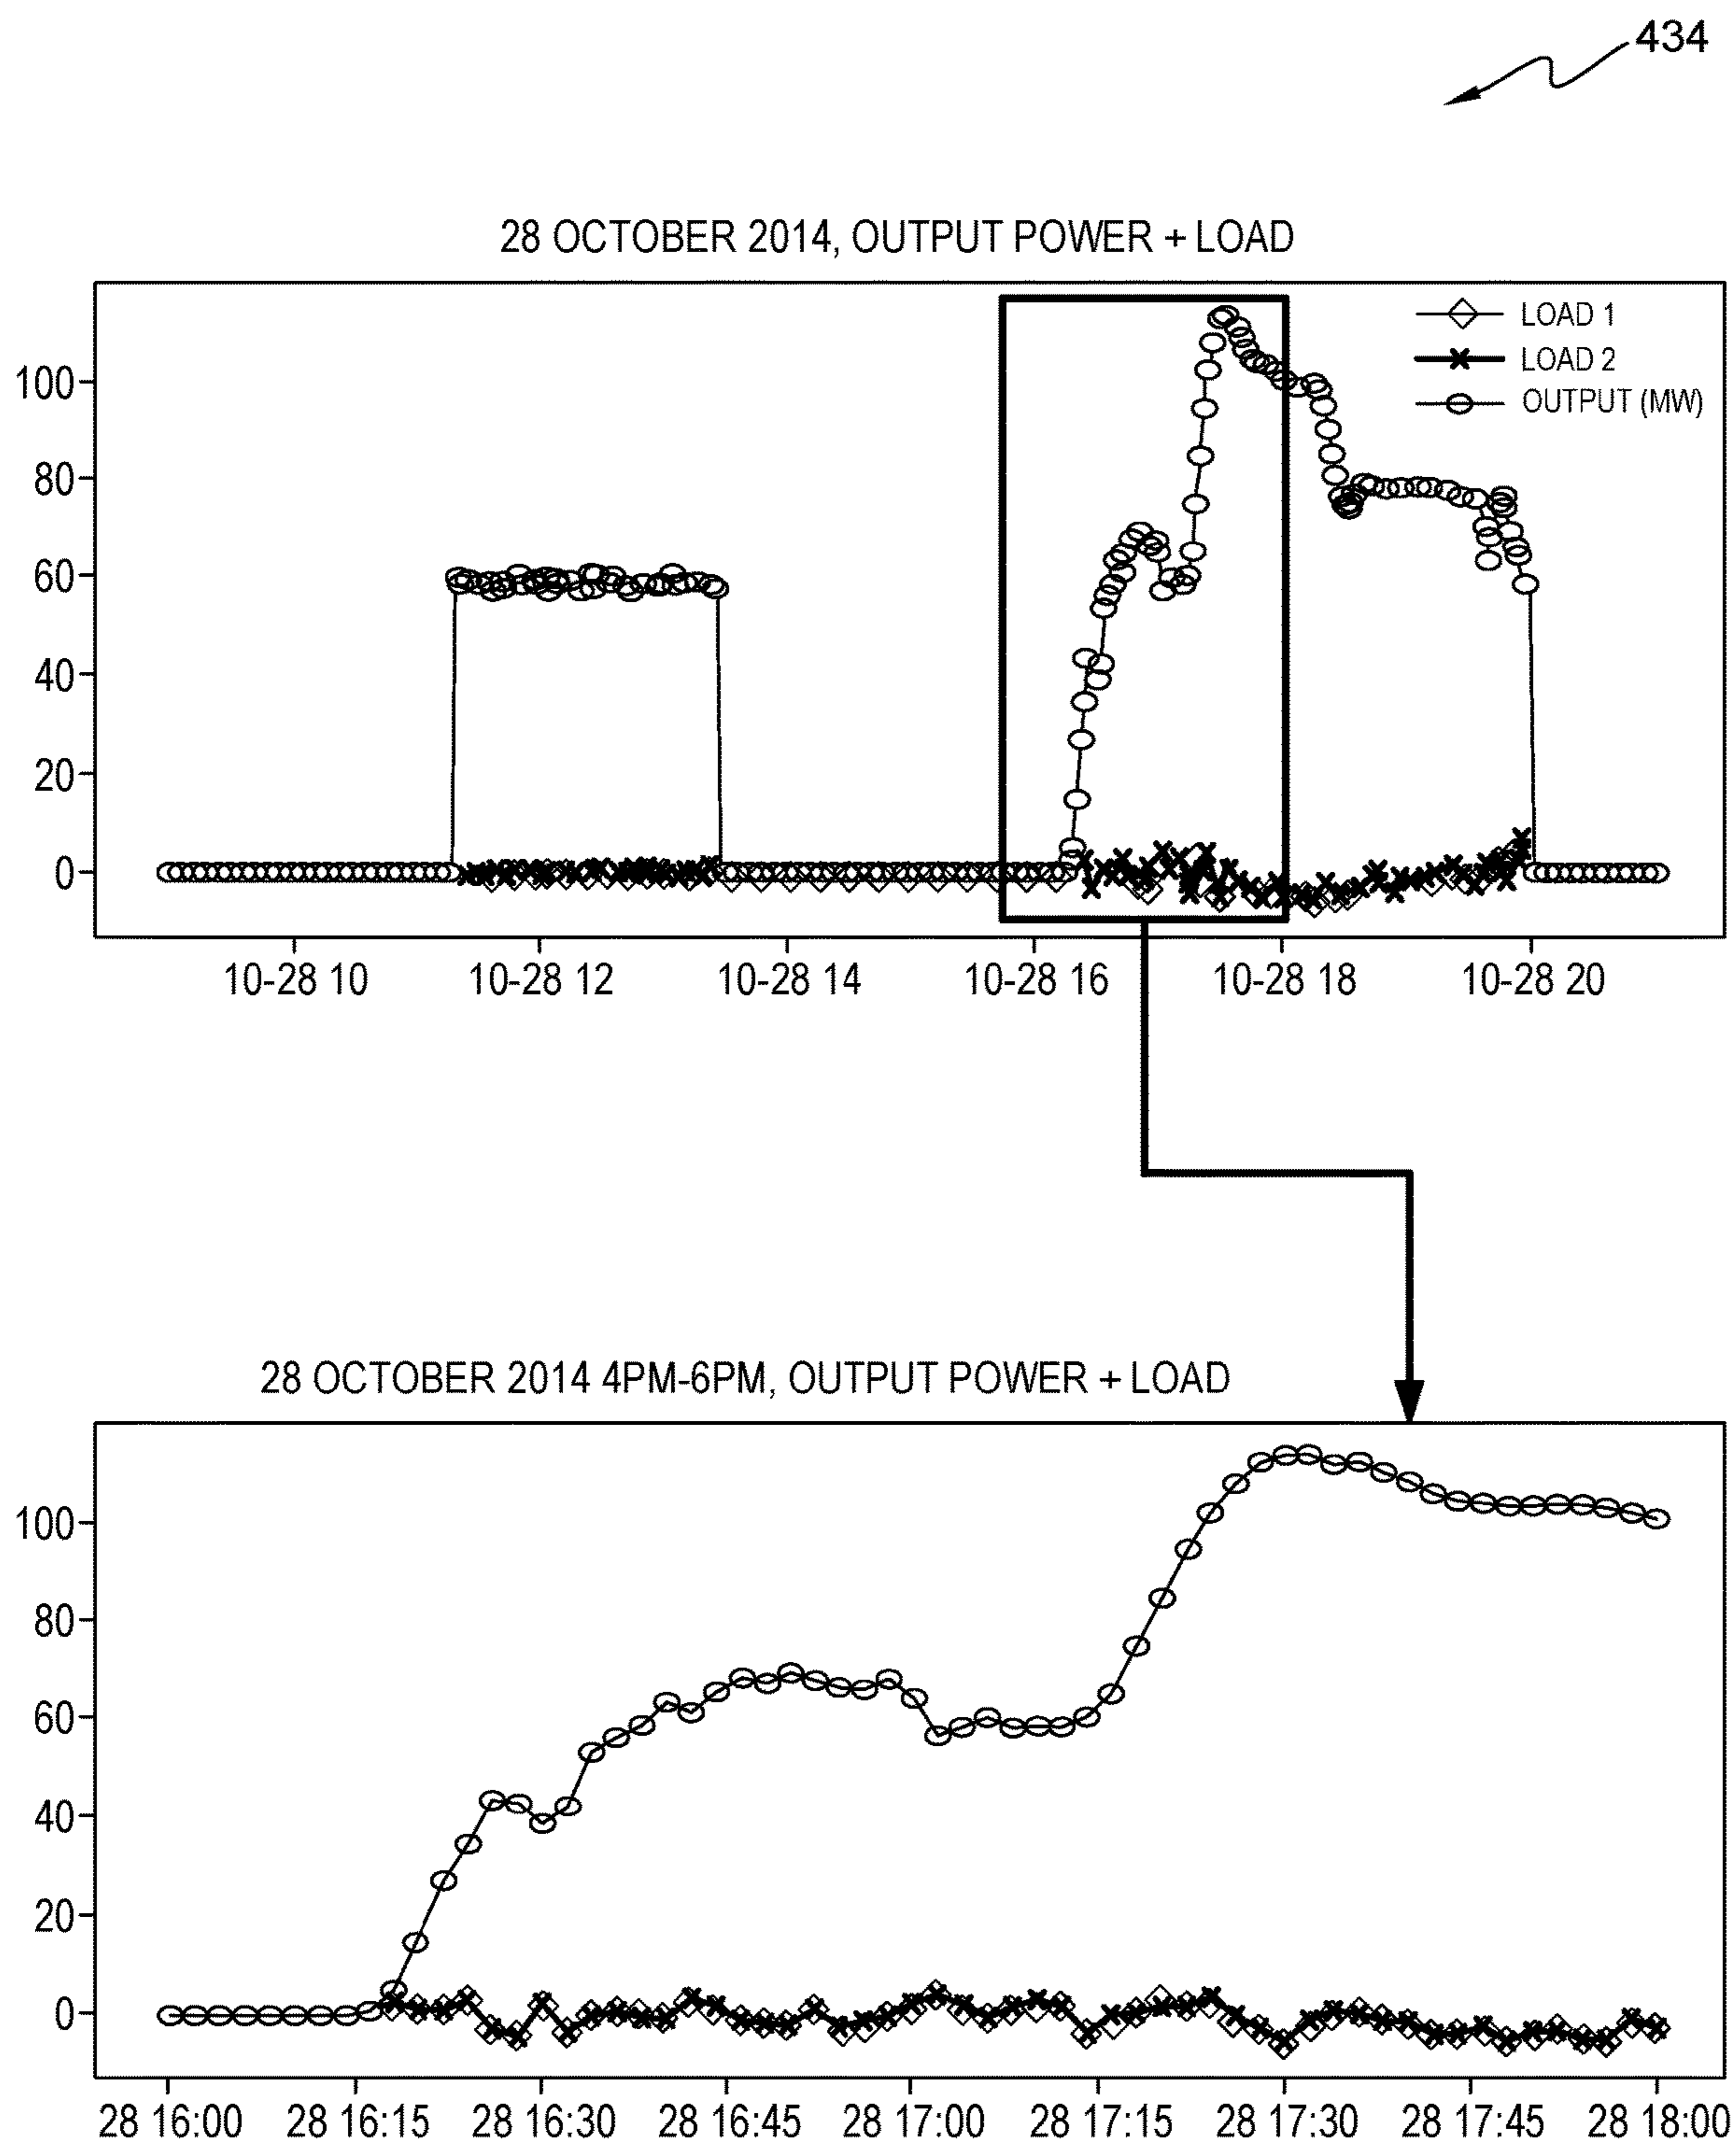 434
28 OCTOBER 2014, OUTPUT POWER + LOAD
LOAD 1
LOAD 2
OUTPUT (MW)
100
80
60
40
20
0
10-28 10 10-28 12 10-28 14 10-28 16 10-28 18 10-28 20
28 OCTOBER 2014 4PM-6PM, OUTPUT POWER + LOAD
100
80
60
40
20
0
28 16:00 28 16:15 28 16:30 28 16:45 28 17:00 28 17:15 28 17:30 28 17:45 28 18:00